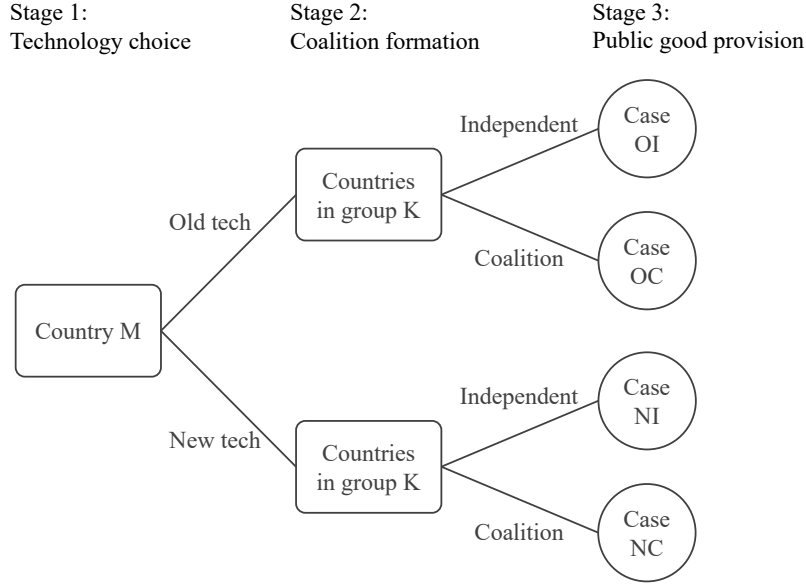 Stage 1:
Technology choice
Stage 2:
Coalition formation
Stage 3:
Public good provision
Country M
Old tech
New tech
Countries
in group K
Independent
Coalition
Case
OI
Case
OC
Countries
in group K
Independent
Coalition
Case
NI
Case
NC